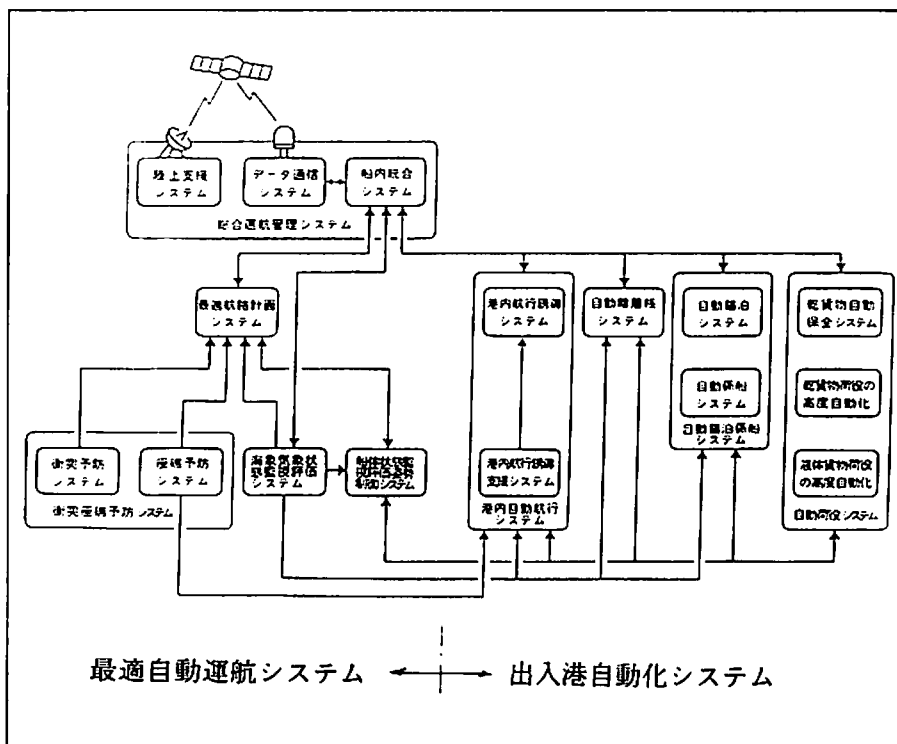 陸上支援
システム
データ通信
システム
船内統合
システム
総合運航管理システム
最適航路計画
システム
港内航行誘導
システム
自動離着桟
システム
自動錨泊
システム
乾貨物自動
保全システム
自動係船
システム
自動錨泊係船
システム
乾貨物荷役の
高度自動化
衝突予防
システム
座礁予防
システム
衝突座礁予防システム
海象気象状
システム
制御システム
港内航行誘導
支援システム
港内自動航行
システム
液体貨物荷役
の高度自動化
自動荷役システム
最適自動運航システム
出入港自動化システム